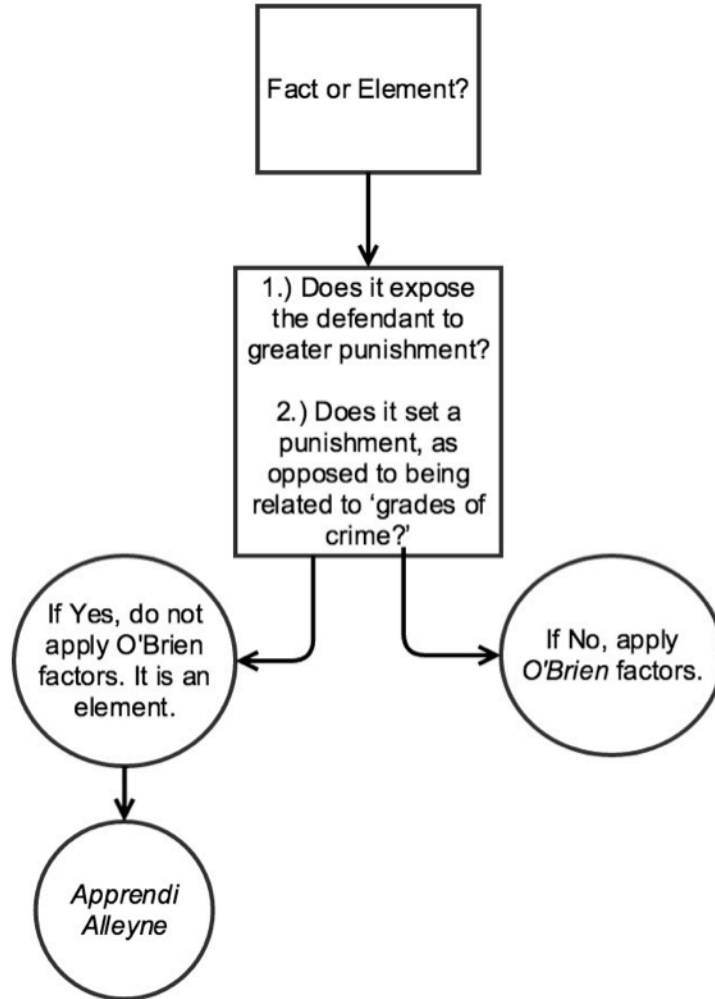 Fact or Element?
1.) Does it expose
the defendant to
greater punishment?
2.) Does it set a
punishment, as
opposed to being
related to ‘grades of
crime?’
If Yes, do not
apply O'Brien
factors. It is an
element.
If No, apply
O'Brien factors.
Apprendi
Alleyne